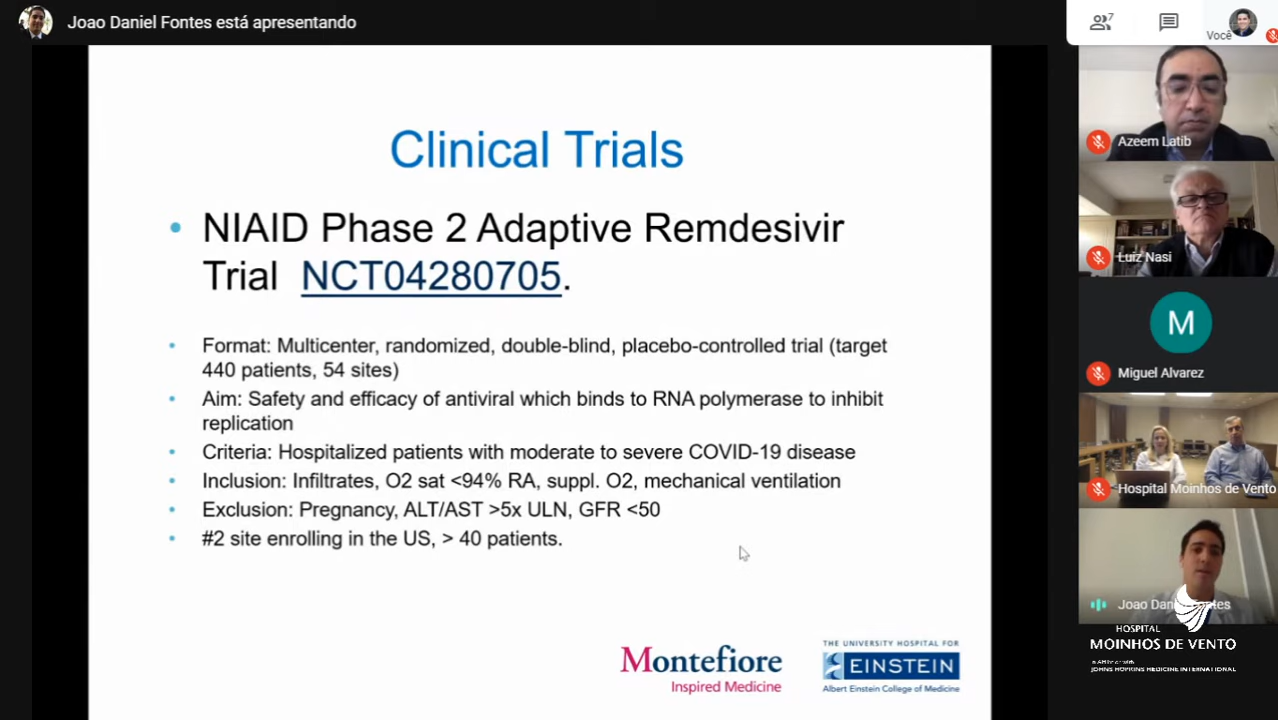 Joao Daniel Fontes está apresentando
7
Você
Clinical Trials
• NIAID Phase 2 Adaptive Remdesivir
Trial NCT04280705.
• Format: Multicenter, randomized, double-blind, placebo-controlled trial (target
440 patients, 54 sites)
• Aim: Safety and efficacy of antiviral which binds to RNA polymerase to inhibit
replication
• Criteria: Hospitalized patients with moderate to severe COVID-19 disease
• Inclusion: Infiltrates, O2 sat <94% RA, suppl. O2, mechanical ventilation
• Exclusion: Pregnancy, ALT/AST >5x ULN, GFR <50
• #2 site enrolling in the US, > 40 patients.
Montefiore
Inspired Medicine
THE UNIVERSITY HOSPITAL FOR
EINSTEIN
Albert Einstein College of Medicine
Azeem Latib
Luiz Nasi
M
Miguel Alvarez
Hospital Moinhos de Vento
Joao Daniel Fontes
HOSPITAL
MOINHOS DE VENTO
JOHNS HOPKINS MEDICINE INTERNATIONAL